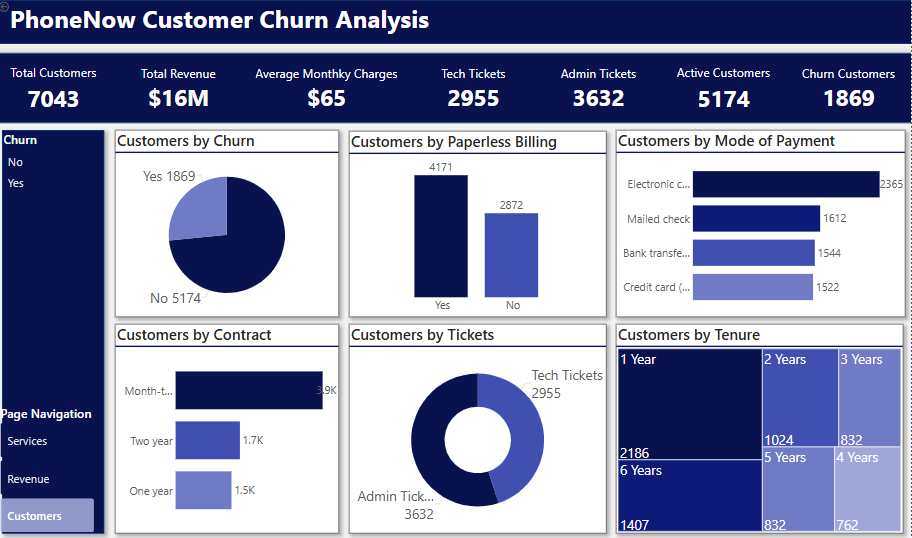 PhoneNow Customer Churn Analysis
Total Customers
7043
Total Revenue
$16M
Average Monthky Charges
$65
Tech Tickets
2955
Admin Tickets
3632
Active Customers
5174
Churn Customers
1869
Churn
No
Yes
Customers by Churn
Yes 1869
No 5174
Customers by Paperless Billing
4171
2872
Yes
No
Customers by Mode of Payment
Electronic c... 2365
Mailed check 1612
Bank transfe... 1544
Credit card (... 1522
Customers by Contract
Month-t... 3.9K
Two year 1.7K
One year 1.5K
Customers by Tickets
Tech Tickets
2955
Admin Tick...
3632
Customers by Tenure
1 Year
2186
2 Years
1024
3 Years
832
6 Years
1407
5 Years
832
4 Years
762
Page Navigation
Services
Revenue
Customers